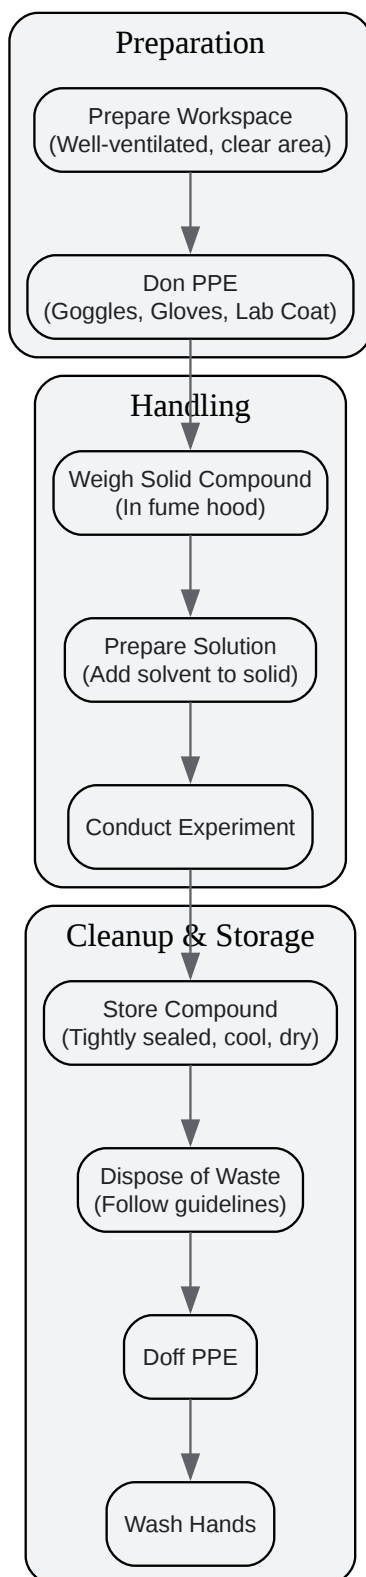 Preparation
Prepare Workspace
(Well-ventilated, clear area)
Don PPE
(Goggles, Gloves, Lab Coat)
Handling
Weigh Solid Compound
(In fume hood)
Prepare Solution
(Add solvent to solid)
Conduct Experiment
Cleanup & Storage
Store Compound
(Tightly sealed, cool, dry)
Dispose of Waste
(Follow guidelines)
Doff PPE
Wash Hands